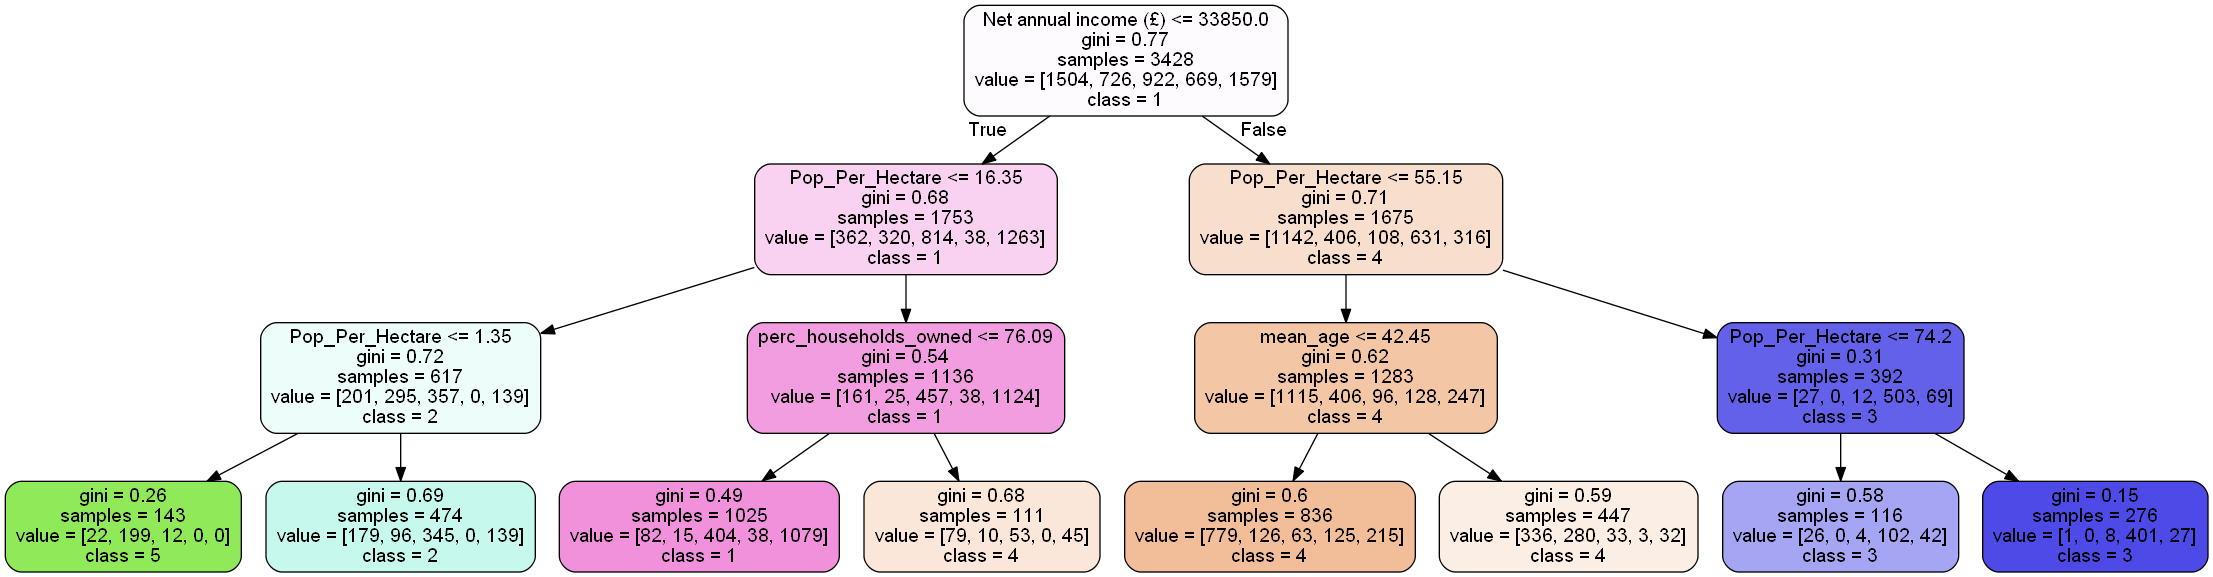 Net annual income (£) <= 33850.0
gini = 0.77
samples = 3428
value = [1504, 726, 922, 669, 1579]
class = 1
True
False
Pop_Per_Hectare <= 16.35
gini = 0.68
samples = 1753
value = [362, 320, 814, 38, 1263]
class = 1
Pop_Per_Hectare <= 55.15
gini = 0.71
samples = 1675
value = [1142, 406, 108, 631, 316]
class = 4
Pop_Per_Hectare <= 1.35
gini = 0.72
samples = 617
value = [201, 295, 357, 0, 139]
class = 2
perc_households_owned <= 76.09
gini = 0.54
samples = 1136
value = [161, 25, 457, 38, 1124]
class = 1
mean_age <= 42.45
gini = 0.62
samples = 1283
value = [1115, 406, 96, 128, 247]
class = 4
Pop_Per_Hectare <= 74.2
gini = 0.31
samples = 392
value = [27, 0, 12, 503, 69]
class = 3
gini = 0.26
samples = 143
value = [22, 199, 12, 0, 0]
class = 5
gini = 0.69
samples = 474
value = [179, 96, 345, 0, 139]
class = 2
gini = 0.49
samples = 1025
value = [82, 15, 404, 38, 1079]
class = 1
gini = 0.68
samples = 111
value = [79, 10, 53, 0, 45]
class = 4
gini = 0.6
samples = 836
value = [779, 126, 63, 125, 215]
class = 4
gini = 0.59
samples = 447
value = [336, 280, 33, 3, 32]
class = 4
gini = 0.58
samples = 116
value = [26, 0, 4, 102, 42]
class = 3
gini = 0.15
samples = 276
value = [1, 0, 8, 401, 27]
class = 3